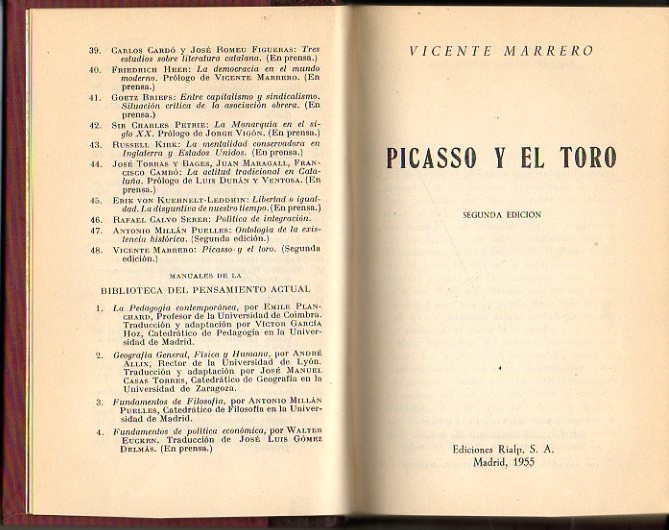 39. CARLOS CARDÓ y JOSÉ ROMEU FIGUERAS: Tres
estudios sobre literatura catalana. (En prensa.)
40. FRIEDRICH HEER: La democracia en el mundo
moderno. Prólogo de VICENTE MARRERO. (En
prensa.)
41. GOETZ BRIEFS: Entre capitalismo y sindicalismo.
Situación crítica de la asociación obrera. (En
prensa.)
42. SIR CHARLES PETRIE: La Monarquía en el si-
glo XX. Prólogo de JORGE VIGÓN. (En prensa.)
43. RUSSELL KIRK: La mentalidad conservadora en
Inglaterra y Estados Unidos. (En prensa.)
44. JOSÉ TORRAS Y BAGES, JUAN MARAGALL, FRAN-
CISCO CAMBÓ: La actitud tradicional en Cata-
luña. Prólogo de LUIS DURÁN Y VENTOSA. (En
prensa.)
45. ERIK VON KUEHNELT-LEDDHIN: Libertad o igual-
dad. La disyuntiva de nuestro tiempo. (En prensa.)
46. RAFAEL CALVO SERER: Política de integración.
47. ANTONIO MILLÁN PUELLES: Ontología de la exis-
tencia histórica. (Segunda edición.)
48. VICENTE MARRERO: Picasso y el toro. (Segunda
edición.)
MANUALES DE LA
BIBLIOTECA DEL PENSAMIENTO ACTUAL
1. La Pedagogía contemporánea, por EMILE PLAN-
CHARD, Profesor de la Universidad de Coimbra.
Traducción y adaptación por VÍCTOR GARCÍA
HOZ, Catedrático de Pedagogía en la Univer-
sidad de Madrid.
2. Geografía General, Física y Humana, por ANDRÉ
ALLIX, Rector de la Universidad de Lyón.
Traducción y adaptación por JOSÉ MANUEL
CASAS TORRES, Catedrático de Geografía en la
Universidad de Zaragoza.
3. Fundamentos de Filosofía, por ANTONIO MILLÁN
PUELLES, Catedrático de Filosofía en la Univer-
sidad de Madrid.
4. Fundamentos de política económica, por WALTER
EUCKEN. Traducción de JOSÉ LUIS GÓMEZ
DELMÁS. (En prensa.)
VICENTE MARRERO
PICASSO Y EL TORO
SEGUNDA EDICION
Ediciones Rialp, S. A.
Madrid, 1955